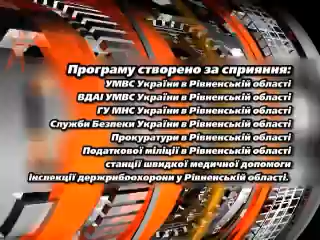 Програму створено за сприяння:
УМВС України в Рівненській області
ВДАІ УМВС України в Рівненській області
ГУ МНС України в Рівненській області
Служби Безпеки України в Рівненській області
Прокуратури в Рівненській області
Податкової міліції в Рівненській області
станції швидкої медичної допомоги
інспекції держрибоохорони у Рівненській області.